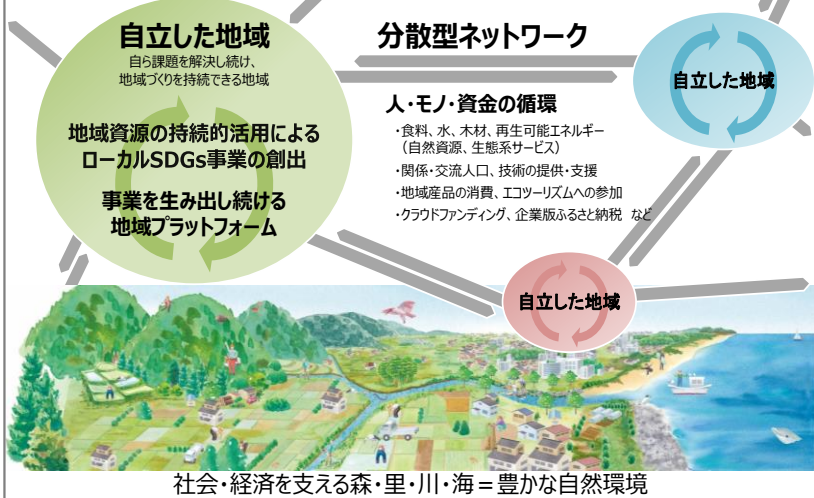 自立した地域
自ら課題を解決し続け、
地域づくりを持続できる地域
地域資源の持続的活用による
ローカルSDGs事業の創出
事業を生み出し続ける
地域プラットフォーム
分散型ネットワーク
人・モノ・資金の循環
・食料、水、木材、再生可能エネルギー
（自然資源、生態系サービス）
・関係・交流人口、技術の提供・支援
・地域産品の消費、エコツーリズムへの参加
・クラウドファンディング、企業版ふるさと納税 など
自立した地域
自立した地域
社会・経済を支える森・里・川・海＝豊かな自然環境